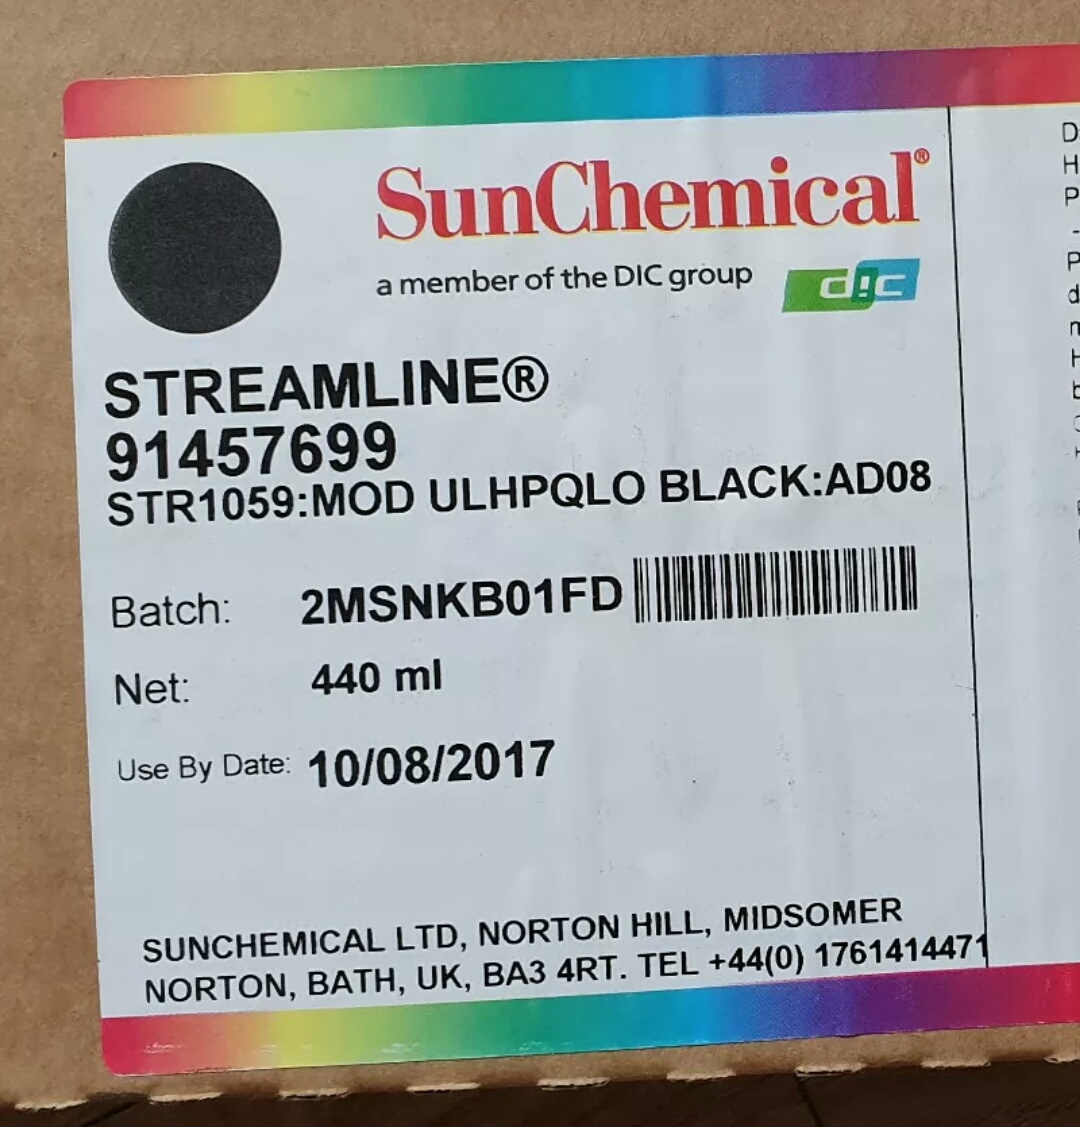 SunChemical®
a member of the DIC group
dic
STREAMLINE®
91457699
STR1059:MOD ULHPQLO BLACK:AD08
Batch: 2MSNKB01FD
Net: 440 ml
Use By Date: 10/08/2017
SUNCHEMICAL LTD, NORTON HILL, MIDSOMER
NORTON, BATH, UK, BA3 4RT. TEL +44(0) 1761414471